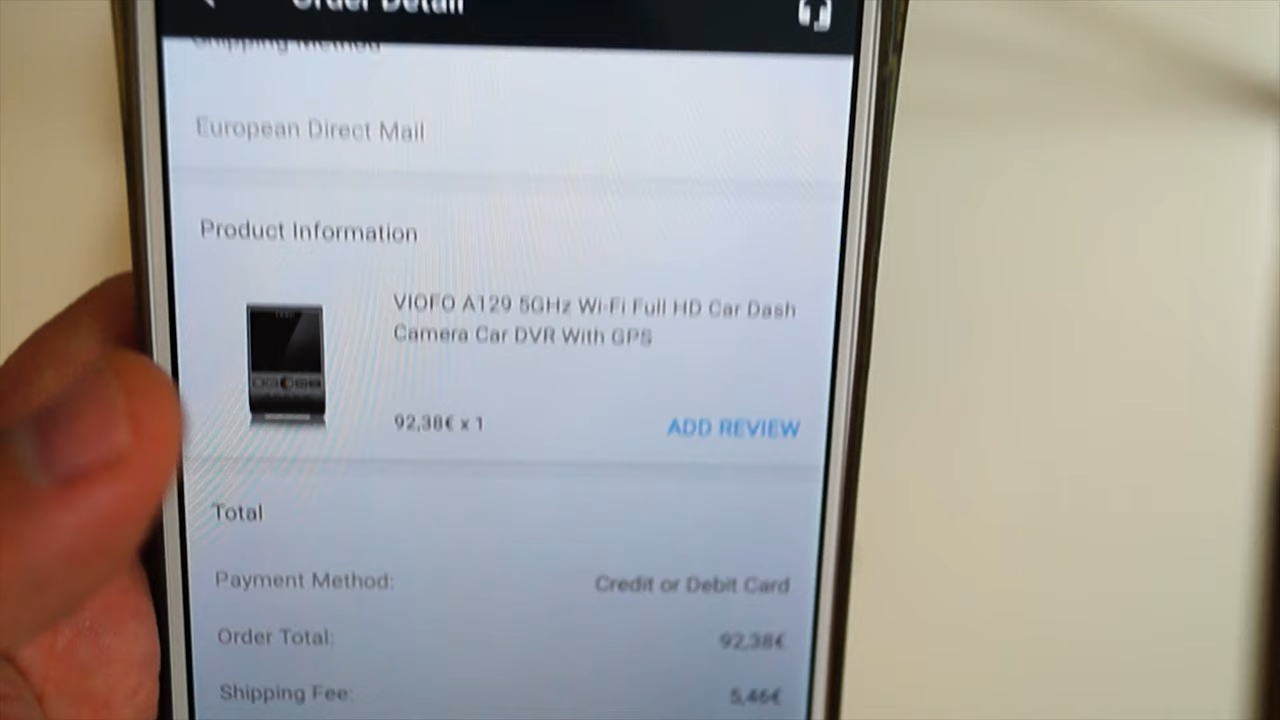 Order Detail
Shipping Method
European Direct Mail
Product Information
VIOFO A129 5GHz Wi-Fi Full HD Car Dash
Camera Car DVR With GPS
92,38€ x 1
ADD REVIEW
Total
Payment Method: Credit or Debit Card
Order Total: 92,38€
Shipping Fee: 5,46€